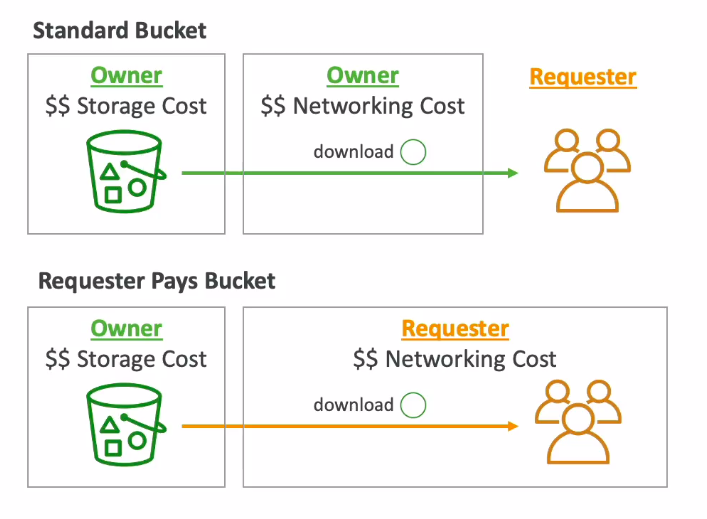 Standard Bucket
Owner
$$ Storage Cost
Owner
$$ Networking Cost
download
Requester
Requester Pays Bucket
Owner
$$ Storage Cost
Requester
$$ Networking Cost
download